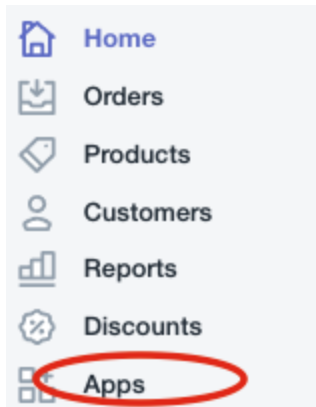 Home
Orders
Products
Customers
Reports
Discounts
Apps